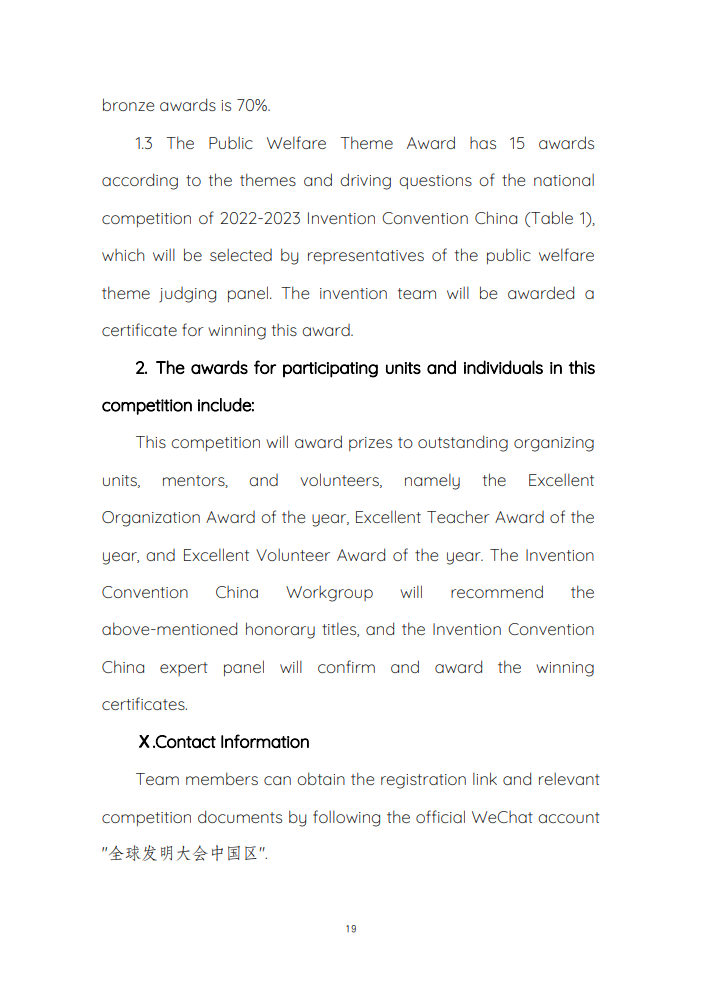 bronze awards is 70%.
1.3 The Public Welfare Theme Award has 15 awards
according to the themes and driving questions of the national
competition of 2022-2023 Invention Convention China (Table 1),
which will be selected by representatives of the public welfare
theme judging panel. The invention team will be awarded a
certificate for winning this award.
2. The awards for participating units and individuals in this
competition include:
This competition will award prizes to outstanding organizing
units, mentors, and volunteers, namely the Excellent
Organization Award of the year, Excellent Teacher Award of the
year, and Excellent Volunteer Award of the year. The Invention
Convention China Workgroup will recommend the
above-mentioned honorary titles, and the Invention Convention
China expert panel will confirm and award the winning
certificates.
Ⅹ.Contact Information
Team members can obtain the registration link and relevant
competition documents by following the official WeChat account
"全球发明大会中国区".
19